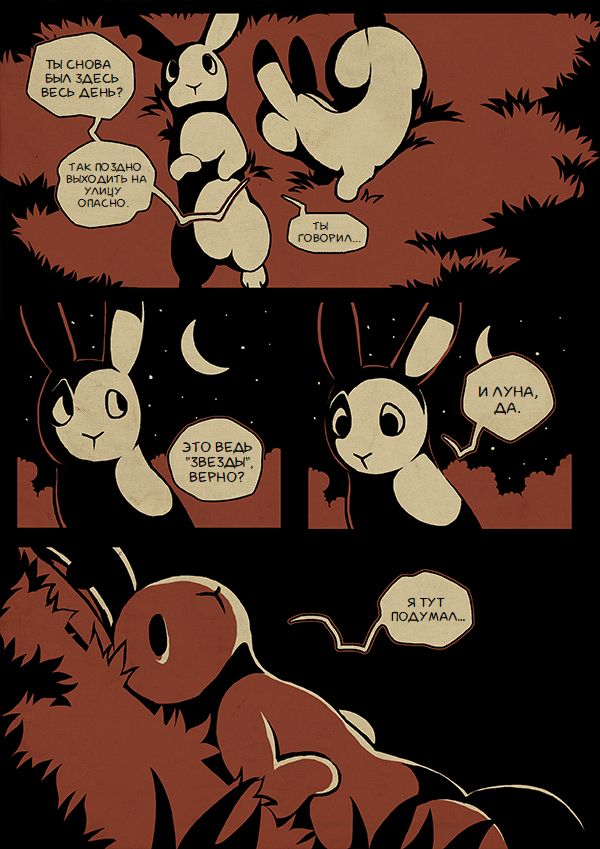 ТЫ СНОВА
БЫЛ ЗДЕСЬ
ВЕСЬ ДЕНЬ?
ТАК ПОЗДНО
ВЫХОДИТЬ НА
УЛИЦУ
ОПАСНО.
ТЫ
ГОВОРИЛ...
ЭТО ВЕДЬ
"ЗВЕЗДЫ",
ВЕРНО?
И ЛУНА,
ДА.
Я ТУТ
ПОДУМАЛ...